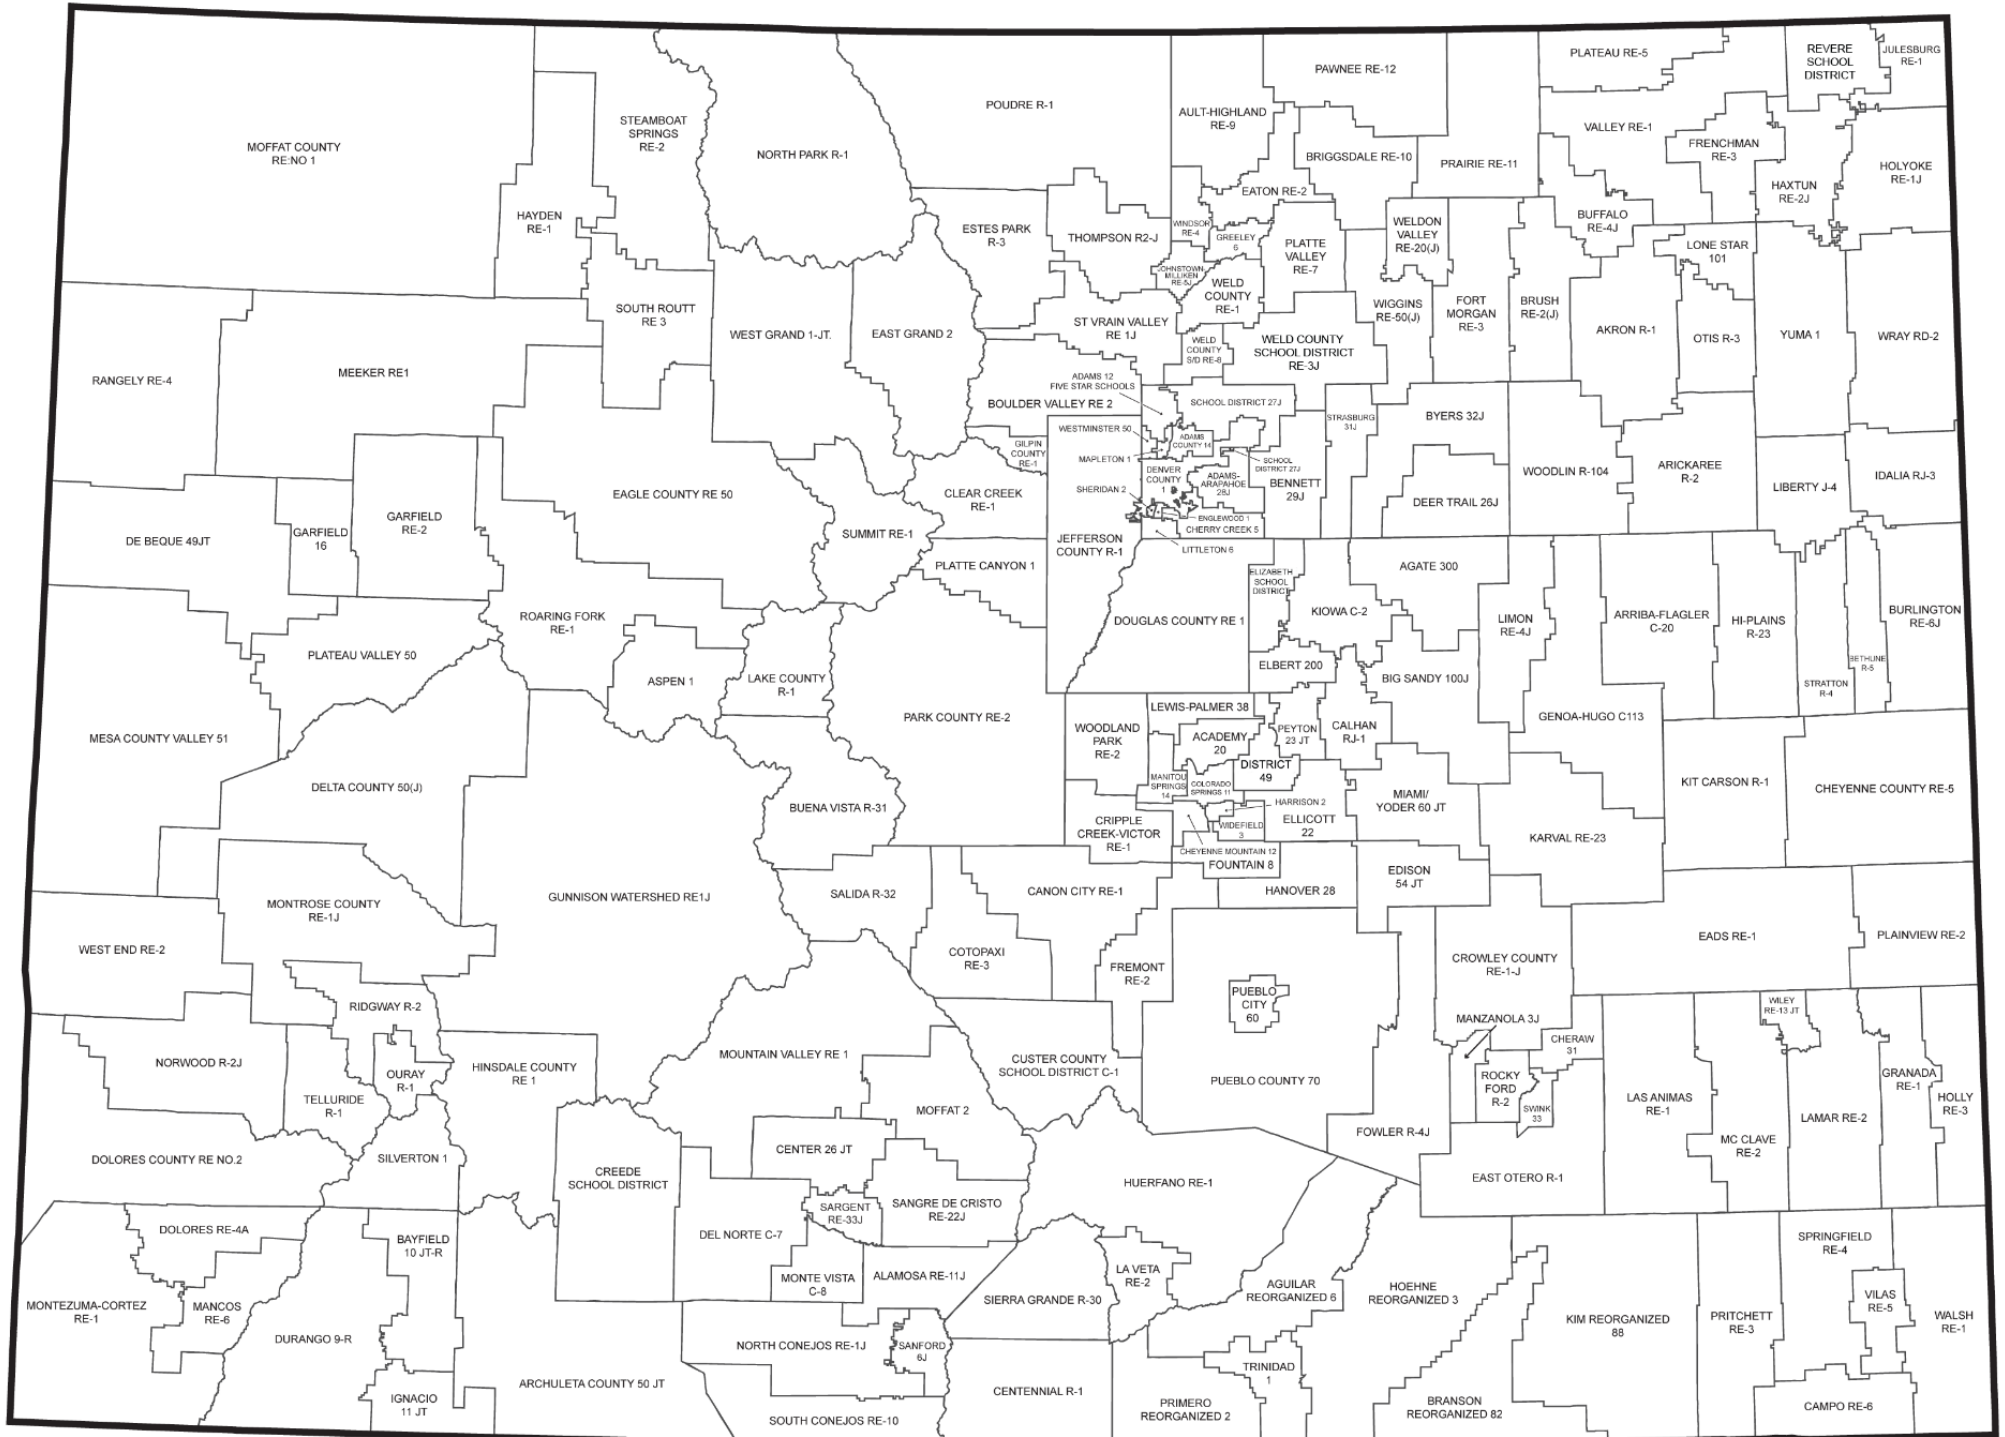 MOFFAT COUNTY
RE:NO 1
HAYDEN
RE-1
STEAMBOAT
SPRINGS
RE-2
NORTH PARK R-1
POUDRE R-1
AULT-HIGHLAND
RE-9
PAWNEE RE-12
BRIGGSDALE RE-10
PRAIRIE RE-11
PLATEAU RE-5
REVERE
SCHOOL
DISTRICT
JULESBURG
RE-1
VALLEY RE-1
FRENCHMAN
RE-3
HAXTUN
RE-2J
HOLYOKE
RE-1J
BUFFALO
RE-4J
LONE STAR
101
EATON RE-2
WINDSOR
RE-4
GREELEY
6
PLATTE
VALLEY
RE-7
WELDON
VALLEY
RE-20(J)
ESTES PARK
R-3
THOMPSON R2-J
JOHNSTOWN
MILLIKEN
RE-5J
WELD
COUNTY
RE-1
WIGGINS
RE-50(J)
FORT
MORGAN
RE-3
BRUSH
RE-2(J)
AKRON R-1
OTIS R-3
YUMA 1
WRAY RD-2
RANGELY RE-4
MEEKER RE1
SOUTH ROUTT
RE 3
WEST GRAND 1-JT.
EAST GRAND 2
ST VRAIN VALLEY
RE 1J
WELD
COUNTY
S/D RE-8
WELD COUNTY
SCHOOL DISTRICT
RE-3J
ADAMS 12
FIVE STAR SCHOOLS
BOULDER VALLEY RE 2
SCHOOL DISTRICT 27J
STRASBURG
31J
BYERS 32J
WESTMINSTER 50
ADAMS
COUNTY 14
MAPLETON 1
SCHOOL
DISTRICT 27J
GILPIN
COUNTY
RE-1
DENVER
COUNTY
1
ADAMS-
ARAPAHOE
28J
BENNETT
29J
SHERIDAN 2
ENGLEWOOD 1
CHERRY CREEK 5
LITTLETON 6
DEER TRAIL 26J
WOODLIN R-104
ARICKAREE
R-2
LIBERTY J-4
IDALIA RJ-3
EAGLE COUNTY RE 50
CLEAR CREEK
RE-1
SUMMIT RE-1
JEFFERSON
COUNTY R-1
PLATTE CANYON 1
DE BEQUE 49JT
GARFIELD
16
GARFIELD
RE-2
ROARING FORK
RE-1
DOUGLAS COUNTY RE 1
ELIZABETH
SCHOOL
DISTRICT
KIOWA C-2
AGATE 300
LIMON
RE-4J
ARRIBA-FLAGLER
C-20
HI-PLAINS
R-23
STRATTON
R-4
BETHUNE
R-5
BURLINGTON
RE-6J
PLATEAU VALLEY 50
ASPEN 1
LAKE COUNTY
R-1
PARK COUNTY RE-2
ELBERT 200
BIG SANDY 100J
GENOA-HUGO C113
MESA COUNTY VALLEY 51
DELTA COUNTY 50(J)
BUENA VISTA R-31
WOODLAND
PARK
RE-2
LEWIS-PALMER 38
ACADEMY
20
PEYTON
23 JT
CALHAN
RJ-1
MANITOU
SPRINGS
14
COLORADO
SPRINGS 11
DISTRICT
49
HARRISON 2
WIDEFIELD
3
ELLICOTT
22
MIAMI/
YODER 60 JT
CRIPPLE
CREEK-VICTOR
RE-1
CHEYENNE MOUNTAIN 12
FOUNTAIN 8
KARVAL RE-23
KIT CARSON R-1
CHEYENNE COUNTY RE-5
MONTROSE COUNTY
RE-1J
GUNNISON WATERSHED RE1J
SALIDA R-32
COTOPAXI
RE-3
CANON CITY RE-1
FREMONT
RE-2
HANOVER 28
EDISON
54 JT
WEST END RE-2
RIDGWAY R-2
CROWLEY COUNTY
RE-1-J
EADS RE-1
PLAINVIEW RE-2
PUEBLO
CITY
60
PUEBLO COUNTY 70
MANZANOLA 3J
CHERAW
31
ROCKY
FORD
R-2
SWINK
33
FOWLER R-4J
EAST OTERO R-1
LAS ANIMAS
RE-1
WILEY
RE-13 JT
MC CLAVE
RE-2
LAMAR RE-2
GRANADA
RE-1
HOLLY
RE-3
NORWOOD R-2J
TELLURIDE
R-1
OURAY
R-1
HINSDALE COUNTY
RE 1
MOUNTAIN VALLEY RE 1
MOFFAT 2
CUSTER COUNTY
SCHOOL DISTRICT C-1
DOLORES COUNTY RE NO.2
SILVERTON 1
CREEDE
SCHOOL DISTRICT
CENTER 26 JT
SARGENT
RE-33J
SANGRE DE CRISTO
RE-22J
HUERFANO RE-1
DOLORES RE-4A
BAYFIELD
10 JT-R
DEL NORTE C-7
MONTE VISTA
C-8
ALAMOSA RE-11J
SIERRA GRANDE R-30
LA VETA
RE-2
AGUILAR
REORGANIZED 6
HOEHNE
REORGANIZED 3
KIM REORGANIZED
88
PRITCHETT
RE-3
SPRINGFIELD
RE-4
VILAS
RE-5
WALSH
RE-1
MONTEZUMA-CORTEZ
RE-1
MANCOS
RE-6
DURANGO 9-R
IGNACIO
11 JT
ARCHULETA COUNTY 50 JT
NORTH CONEJOS RE-1J
SANFORD
6J
SOUTH CONEJOS RE-10
CENTENNIAL R-1
PRIMERO
REORGANIZED 2
TRINIDAD
1
BRANSON
REORGANIZED 82
CAMPO RE-6